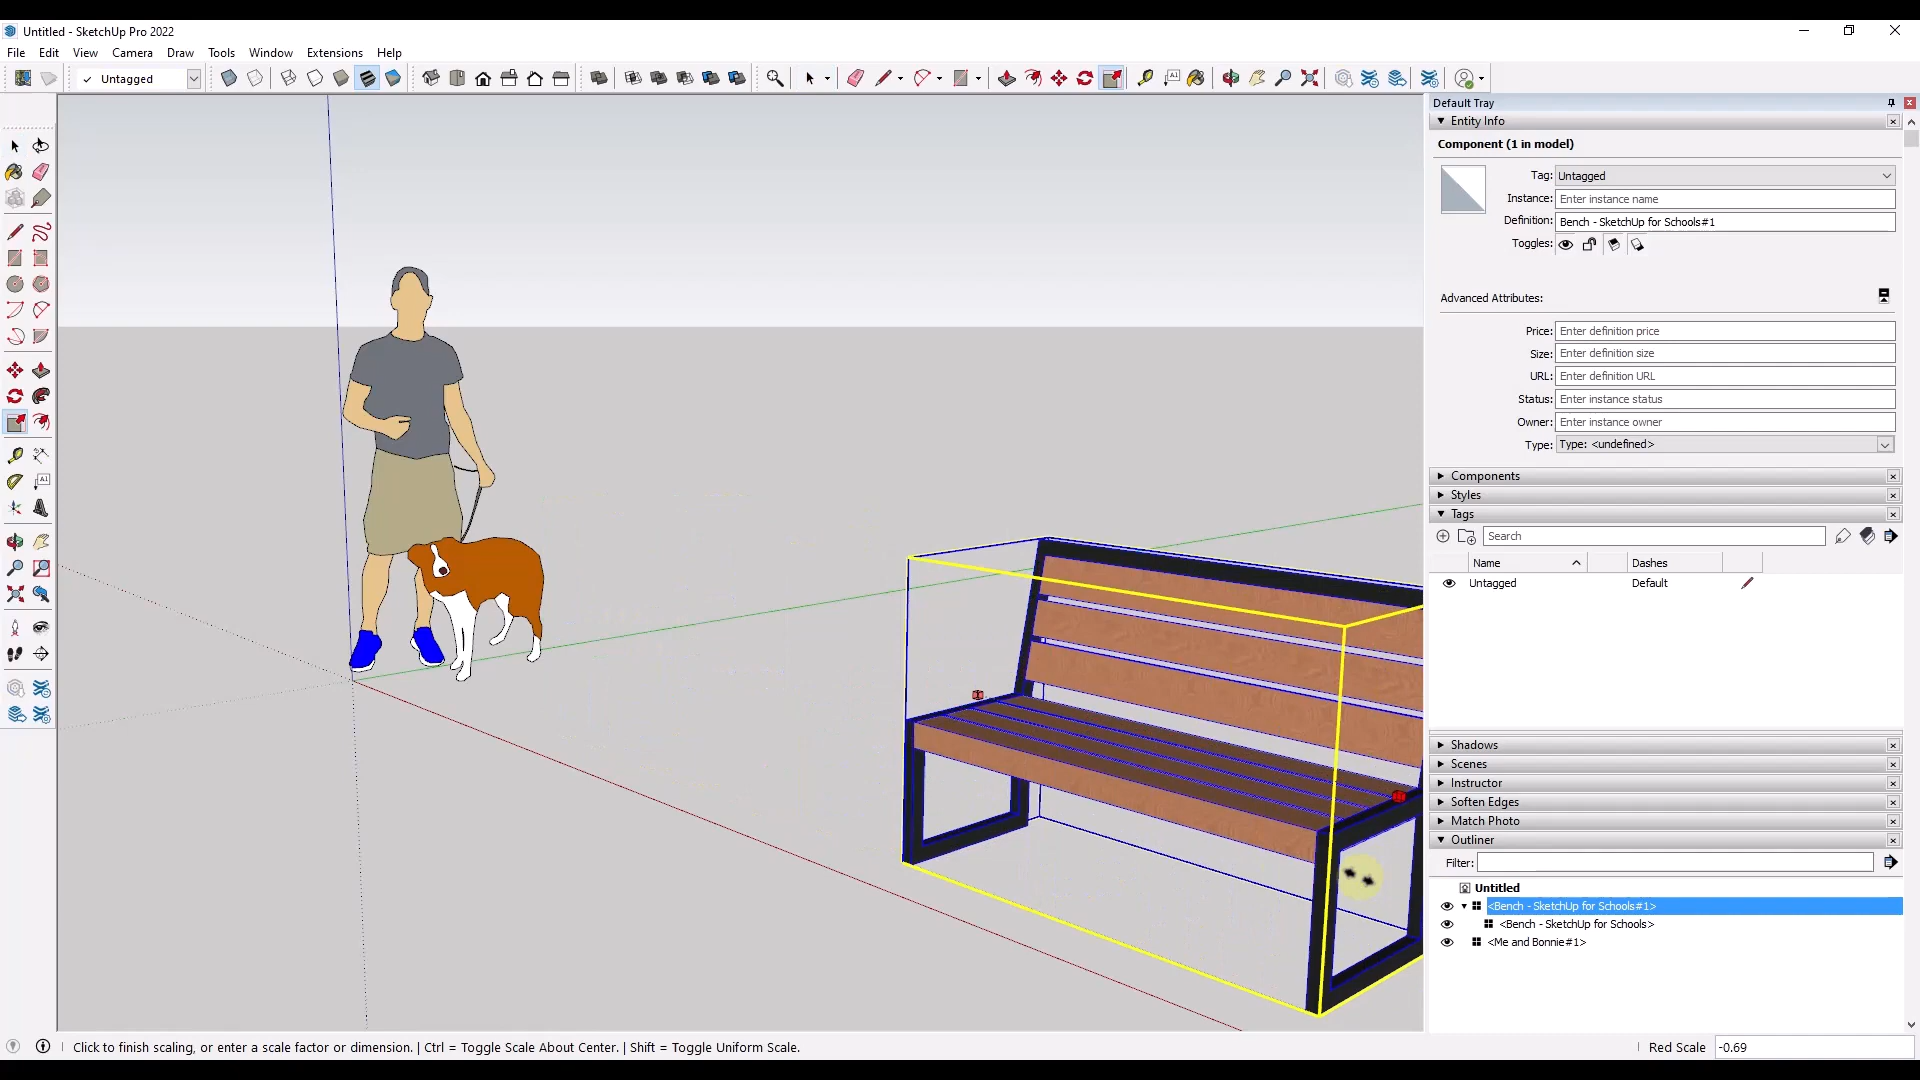 Untitled - SketchUp Pro 2022
File Edit View Camera Draw Tools Window Extensions Help
Untagged
Default Tray
Entity Info
Component (1 in model)
Tag: Untagged
Instance: Enter instance name
Definition: Bench - SketchUp for Schools#1
Toggles:
Advanced Attributes:
Price: Enter definition price
Size: Enter definition size
URL: Enter definition URL
Status: Enter instance status
Owner: Enter instance owner
Type: Type: <undefined>
Components
Styles
Tags
Search
Name Dashes
Untagged Default
Shadows
Scenes
Instructor
Soften Edges
Match Photo
Outliner
Filter:
Untitled
<Bench - SketchUp for Schools#1>
<Bench - SketchUp for Schools>
<Me and Bonnie#1>
Click to finish scaling, or enter a scale factor or dimension. | Ctrl = Toggle Scale About Center. | Shift = Toggle Uniform Scale.
Red Scale -0.69